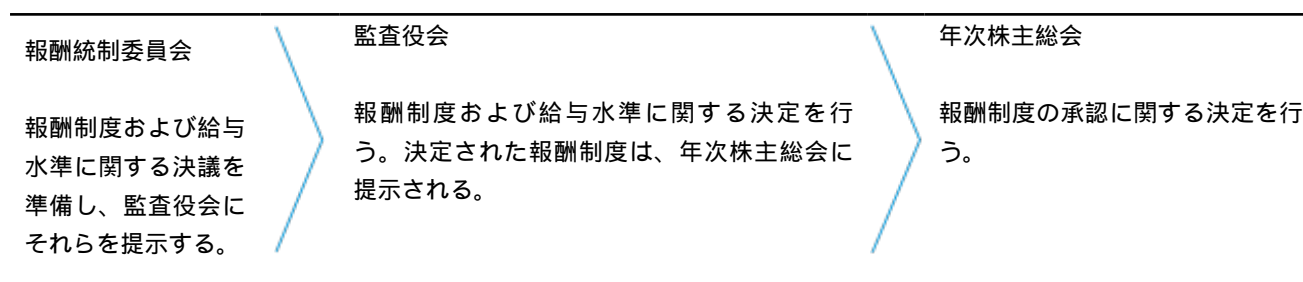 報酬統制委員会
報酬制度および給与
水準に関する決議を
準備し、監査役会に
それらを提示する。
監査役会
報酬制度および給与水準に関する決定を行
う。決定された報酬制度は、年次株主総会に
提示される。
年次株主総会
報酬制度の承認に関する決定を行
う。